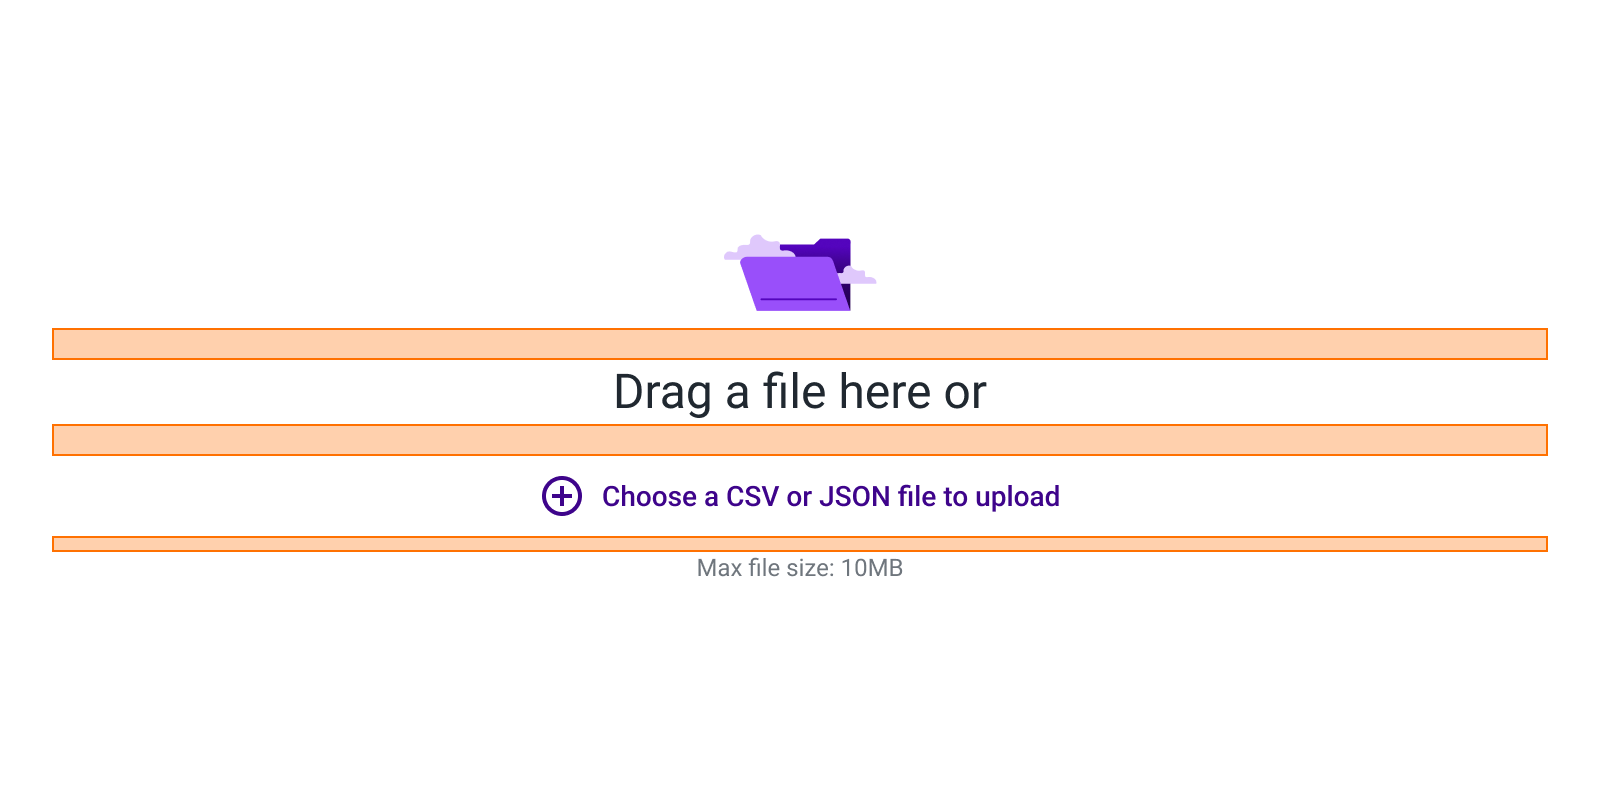 Drag a file here or
Choose a CSV or JSON file to upload
Max file size: 10MB